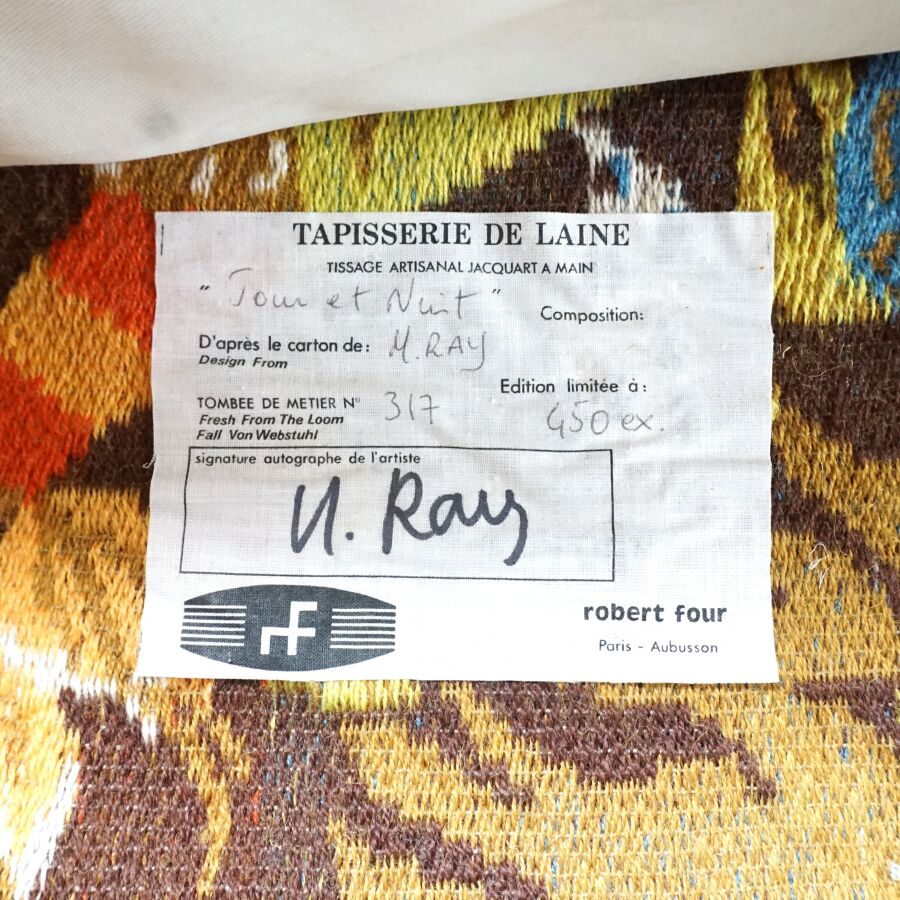 TAPISSERIE DE LAINE
TISSAGE ARTISANAL JACQUART A MAIN
" Jour et Nuit "
Composition:
D'après le carton de: M. RAY
Design From
Edition limitée à:
TOMBEE DE METIER N° 317
450 ex.
Fresh From The Loom
Fall Von Webstuhl
signature autographe de l'artiste
M. Ray
rF
robert four
Paris - Aubusson